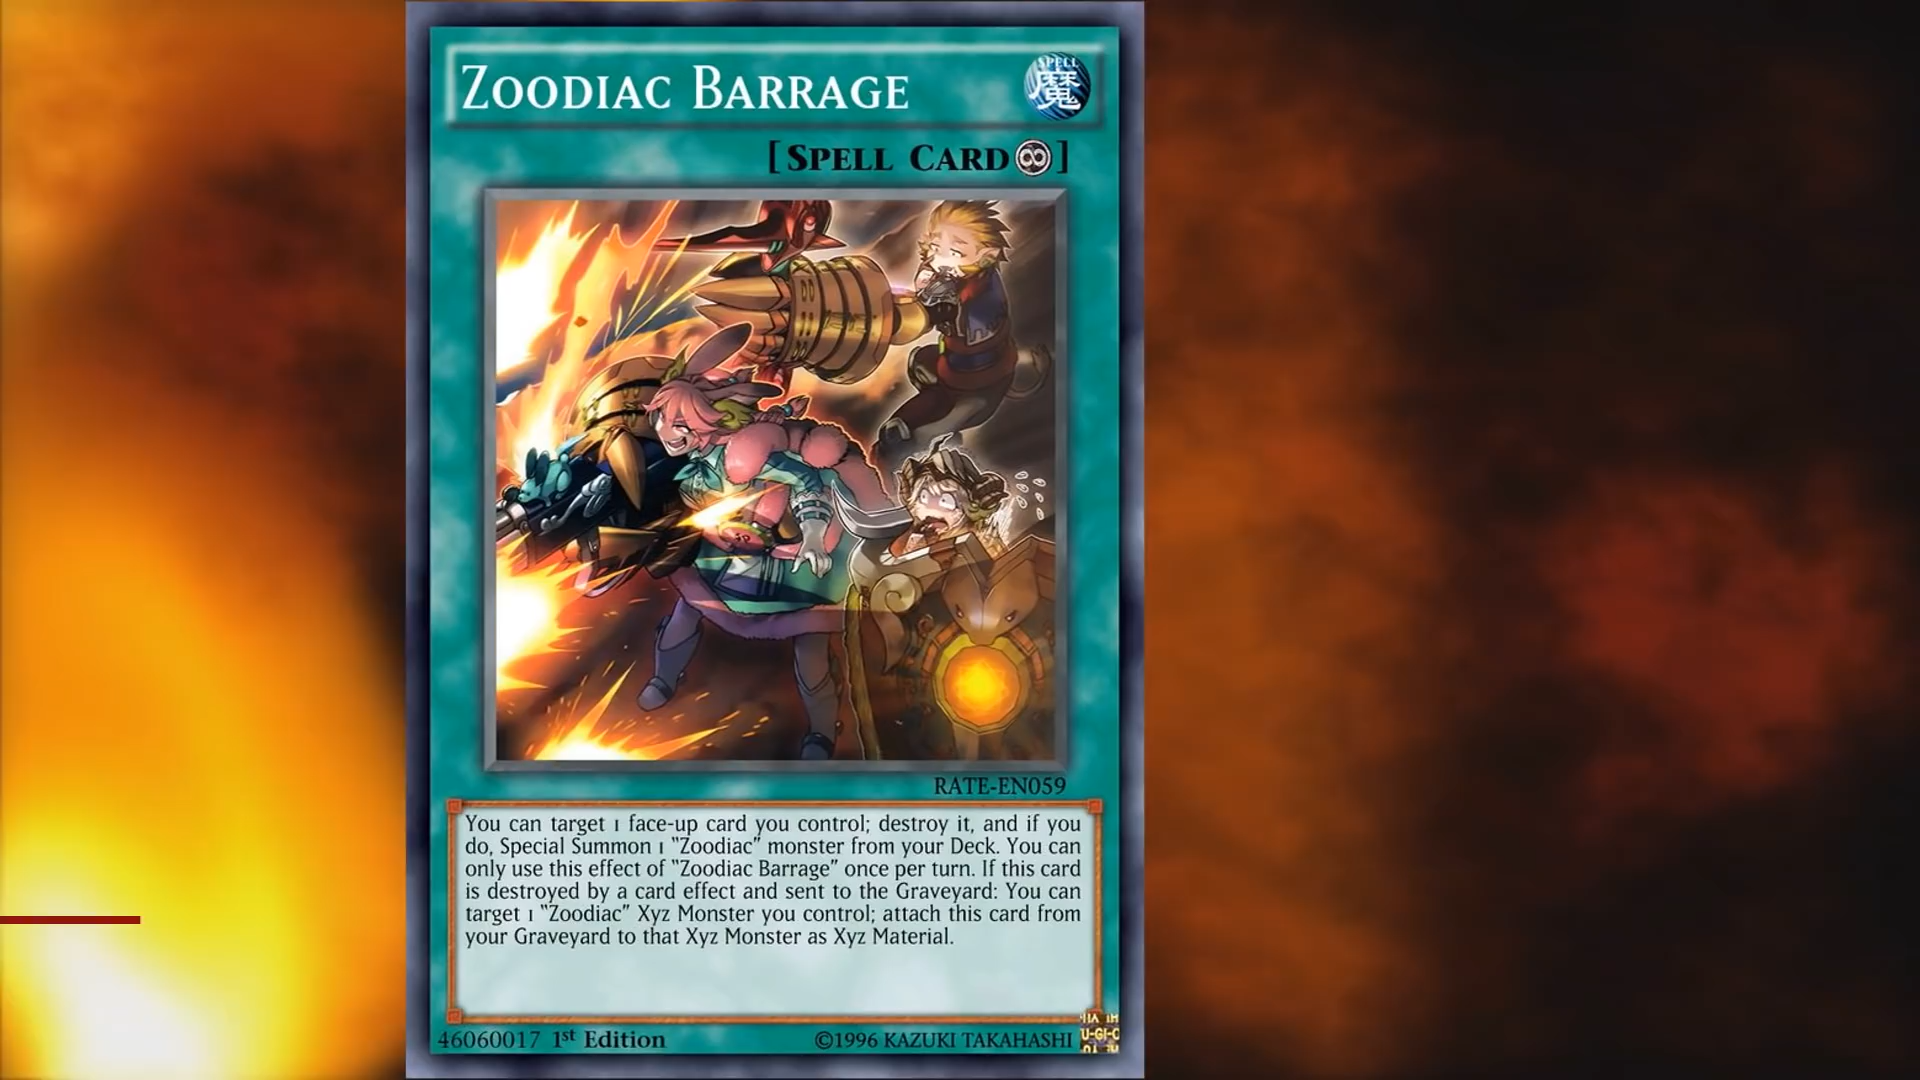 Zoodiac Barrage
SPELL
魔
[Spell Card]
RATE-EN059
You can target 1 face-up card you control; destroy it, and if you
do, Special Summon 1 "Zoodiac" monster from your Deck. You can
only use this effect of "Zoodiac Barrage" once per turn. If this card
is destroyed by a card effect and sent to the Graveyard: You can
target 1 "Zoodiac" Xyz Monster you control; attach this card from
your Graveyard to that Xyz Monster as Xyz Material.
46060017 1st Edition
©1996 KAZUKI TAKAHASHI